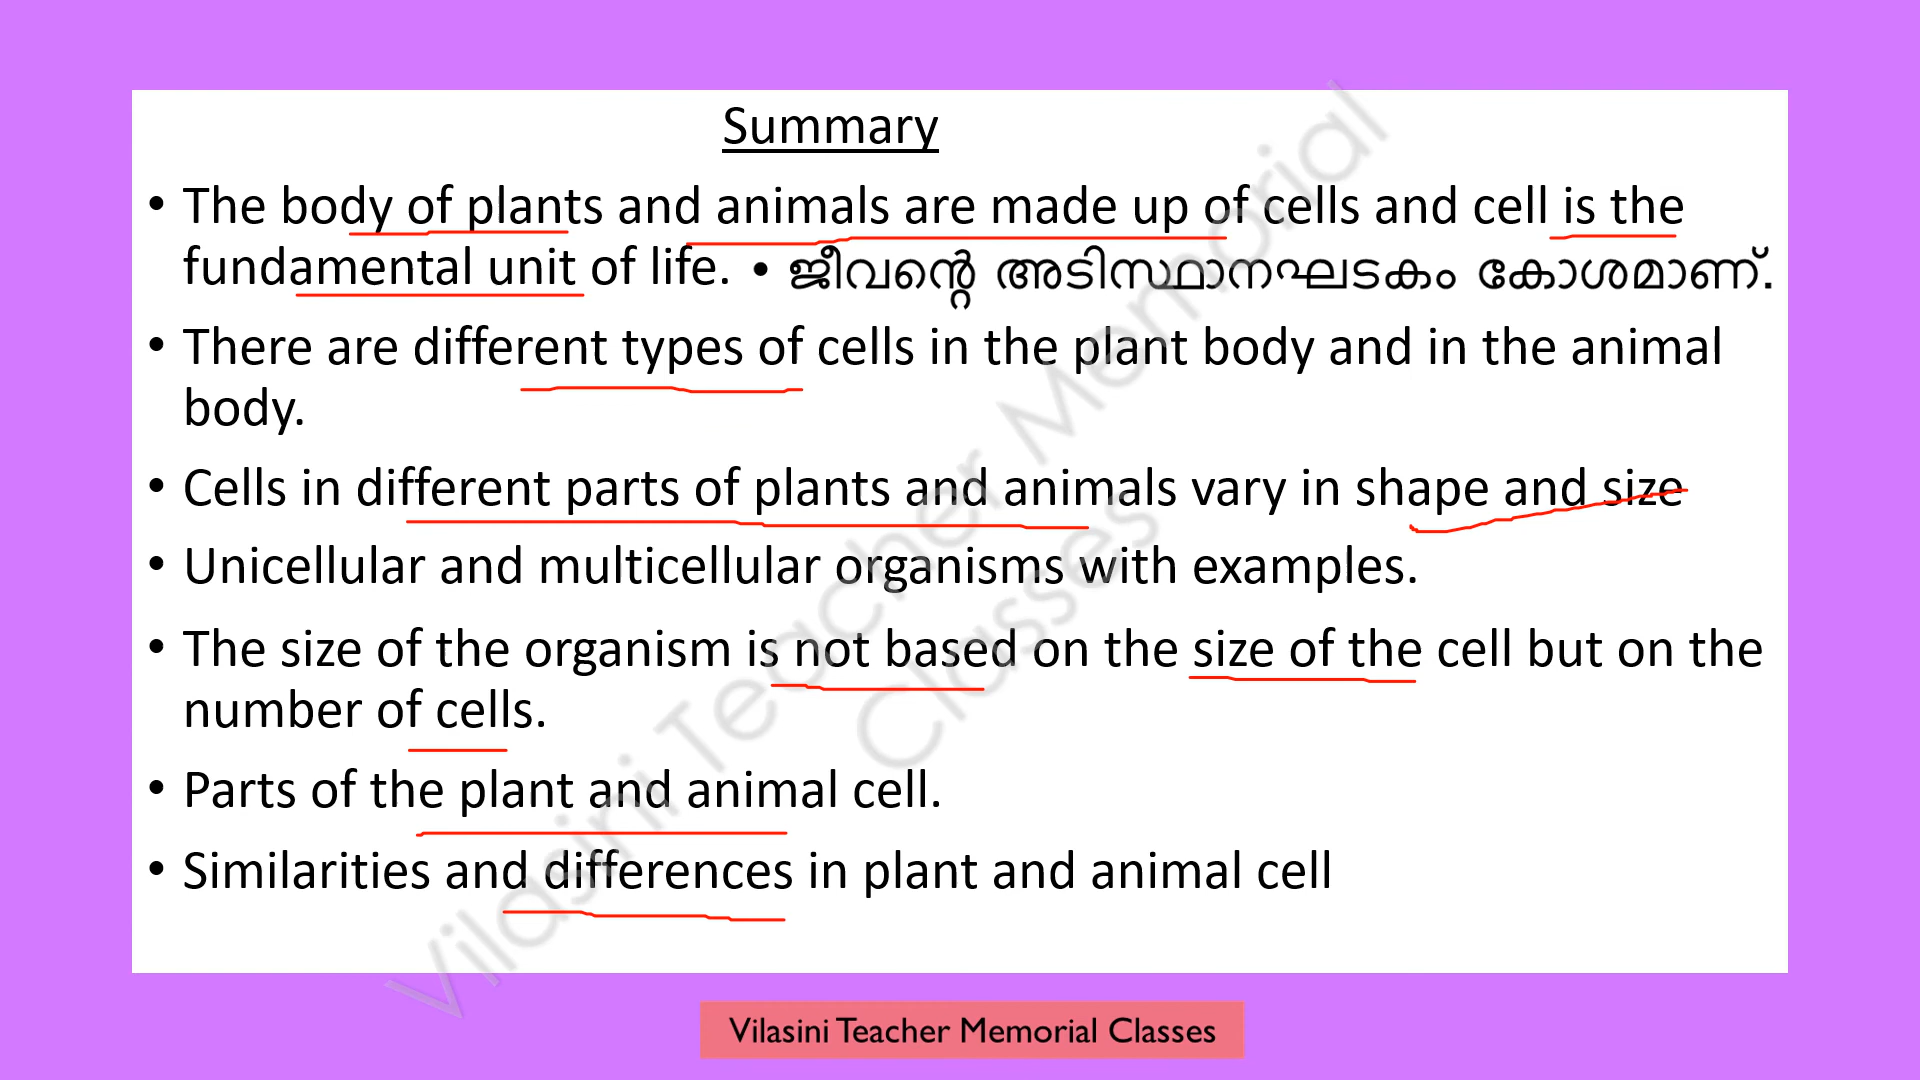 Summary
• The body of plants and animals are made up of cells and cell is the
fundamental unit of life. • ജീവന്റെ അടിസ്ഥാനഘടകം കോശമാണ്.
• There are different types of cells in the plant body and in the animal
body.
• Cells in different parts of plants and animals vary in shape and size
• Unicellular and multicellular organisms with examples.
• The size of the organism is not based on the size of the cell but on the
number of cells.
• Parts of the plant and animal cell.
• Similarities and differences in plant and animal cell
Vilasini Teacher Memorial
Classes
Vilasini Teacher Memorial Classes